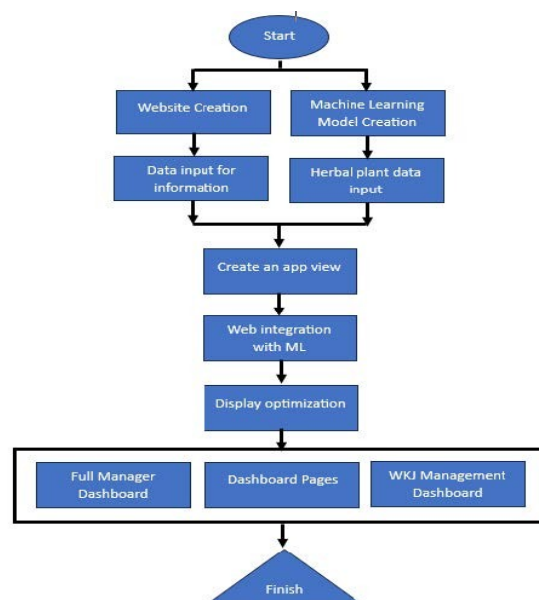 Start
Website Creation
Machine Learning
Model Creation
Data input for
information
Herbal plant data
input
Create an app view
Web integration
with ML
Display optimization
Full Manager
Dashboard
Dashboard Pages
WKJ Management
Dashboard
Finish